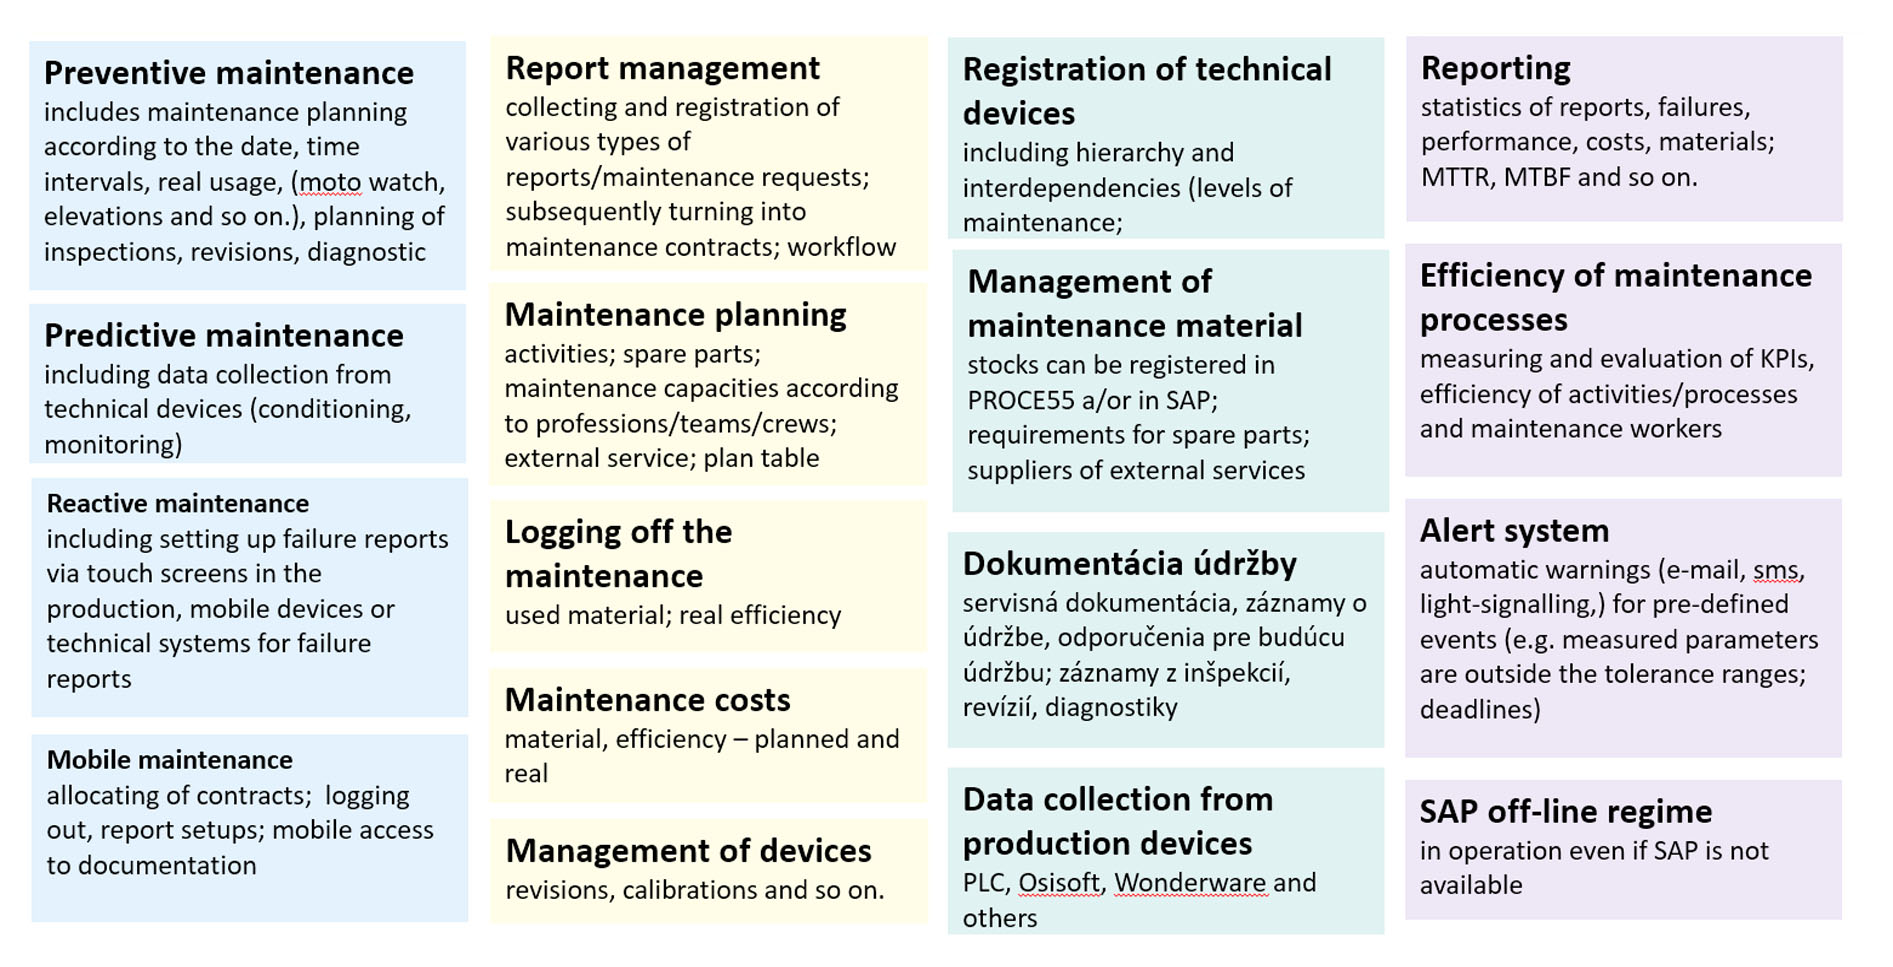 Preventive maintenance
includes maintenance planning
according to the date, time
intervals, real usage, (moto watch,
elevations and so on.), planning of
inspections, revisions, diagnostic
Predictive maintenance
including data collection from
technical devices (conditioning,
monitoring)
Reactive maintenance
including setting up failure reports
via touch screens in the
production, mobile devices or
technical systems for failure
reports
Mobile maintenance
allocating of contracts;  logging
out, report setups; mobile access
to documentation
Report management
collecting and registration of
various types of
reports/maintenance requests;
subsequently turning into
maintenance contracts; workflow
Maintenance planning
activities; spare parts;
maintenance capacities according
to professions/teams/crews;
external service; plan table
Logging off the
maintenance
used material; real efficiency
Maintenance costs
material, efficiency – planned and
real
Management of devices
revisions, calibrations and so on.
Registration of technical
devices
including hierarchy and
interdependencies (levels of
maintenance;
Management of
maintenance material
stocks can be registered in
PROCE55 a/or in SAP;
requirements for spare parts;
suppliers of external services
Dokumentácia údržby
servisná dokumentácia, záznamy o
údržbe, odporučenia pre budúcu
údržbu; záznamy z inšpekcií,
revízií, diagnostiky
Data collection from
production devices
PLC, Osisoft, Wonderware and
others
Reporting
statistics of reports, failures,
performance, costs, materials;
MTTR, MTBF and so on.
Efficiency of maintenance
processes
measuring and evaluation of KPIs,
efficiency of activities/processes
and maintenance workers
Alert system
automatic warnings (e-mail, sms,
light-signalling,) for pre-defined
events (e.g. measured parameters
are outside the tolerance ranges;
deadlines)
SAP off-line regime
in operation even if SAP is not
available